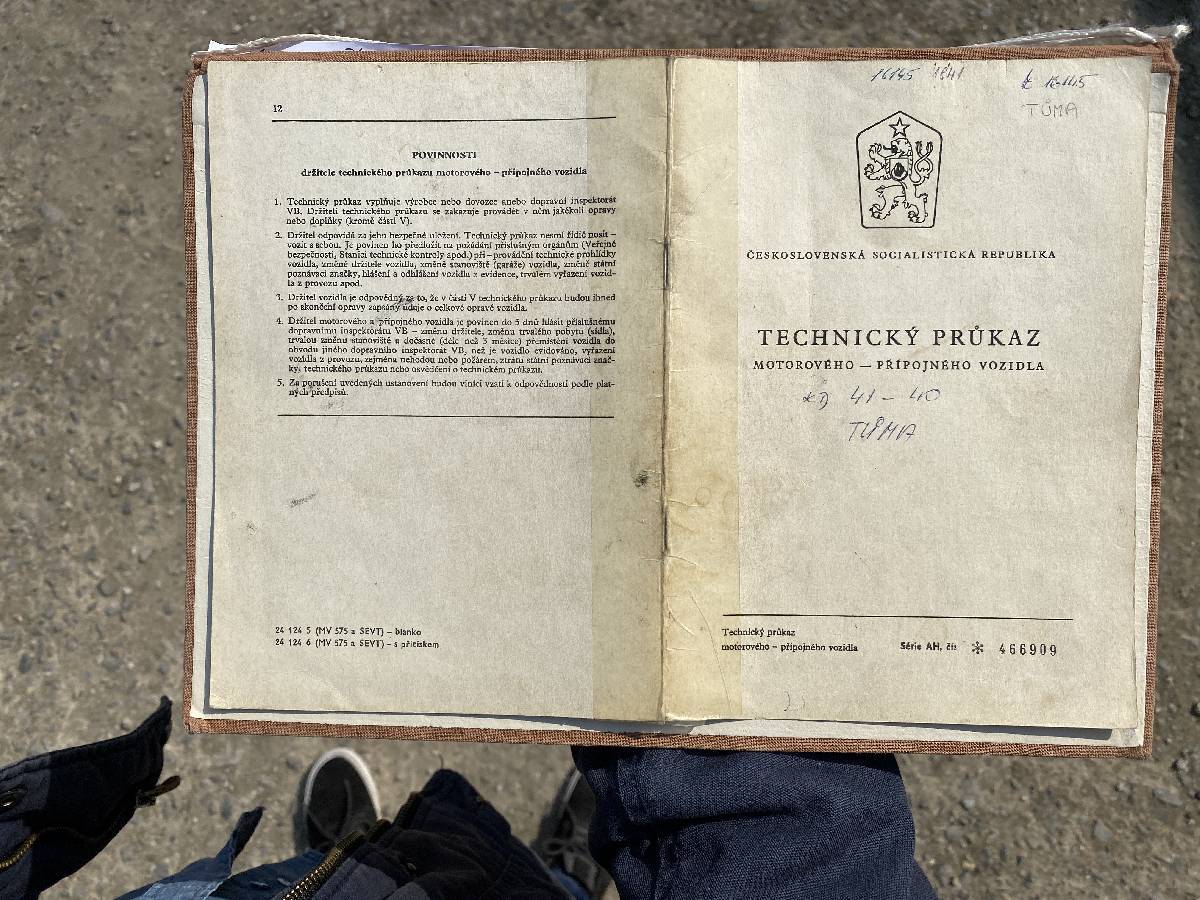 12
POVINNOSTI
držitele technického průkazu motorového – přípojného vozidla
1. Technický průkaz vyplňuje výrobce nebo dovozce anebo dopravní inspektorát
VB. Držiteli technického průkazu se zakazuje provádět v něm jakékoli opravy
nebo doplňky (kromě části V).
2. Držitel odpovídá za jeho bezpečné uložení. Technický průkaz nesmí řidič nosit –
vozit s sebou. Je povinen ho předložit na požádání příslušným orgánům (Veřejné
bezpečnosti, Stanici technické kontroly apod.) při – provádění technické prohlídky
vozidla, změně držitele vozidla, změně stanoviště (garáže) vozidla, změně státní
poznávací značky, hlášení a odhlášení vozidla z evidence, trvalém vyřazení vozid-
la z provozu apod.
3. Držitel vozidla je odpovědný za to, že v části V technického průkazu budou ihned
po skončení opravy zapsány údaje o celkové opravě vozidla.
4. Držitel motorového a přípojného vozidla je povinen do 5 dnů hlásit příslušnému
dopravnímu inspektorátu VB – změnu držitele, změnu trvalého pobytu (sídla),
trvalou změnu stanoviště a dočasné (déle než 3 měsíce) přemístění vozidla do
obvodu jiného dopravního inspektorát VB, než je vozidlo evidováno, vyřazení
vozidla z provozu, zejména nehodou nebo požárem, ztrátu státní poznávací znač-
ky, technického průkazu nebo osvědčení o technickém průkazu.
5. Za porušení uvedených ustanovení budou viníci vzati k odpovědnosti podle plat-
ných předpisů.
24 124 5 (MV 575 a SEVT) – blanko
24 124 6 (MV 575 a SEVT) – s přítiskem
16145 1841
TŮMA
ČESKOSLOVENSKÁ SOCIALISTICKÁ REPUBLIKA
TECHNICKÝ PRŮKAZ
MOTOROVÉHO — PŘÍPOJNÉHO VOZIDLA
41 – 40
TŮMA
Technický průkaz
motorového – přípojného vozidla
Série AH, čís ✻ 466909